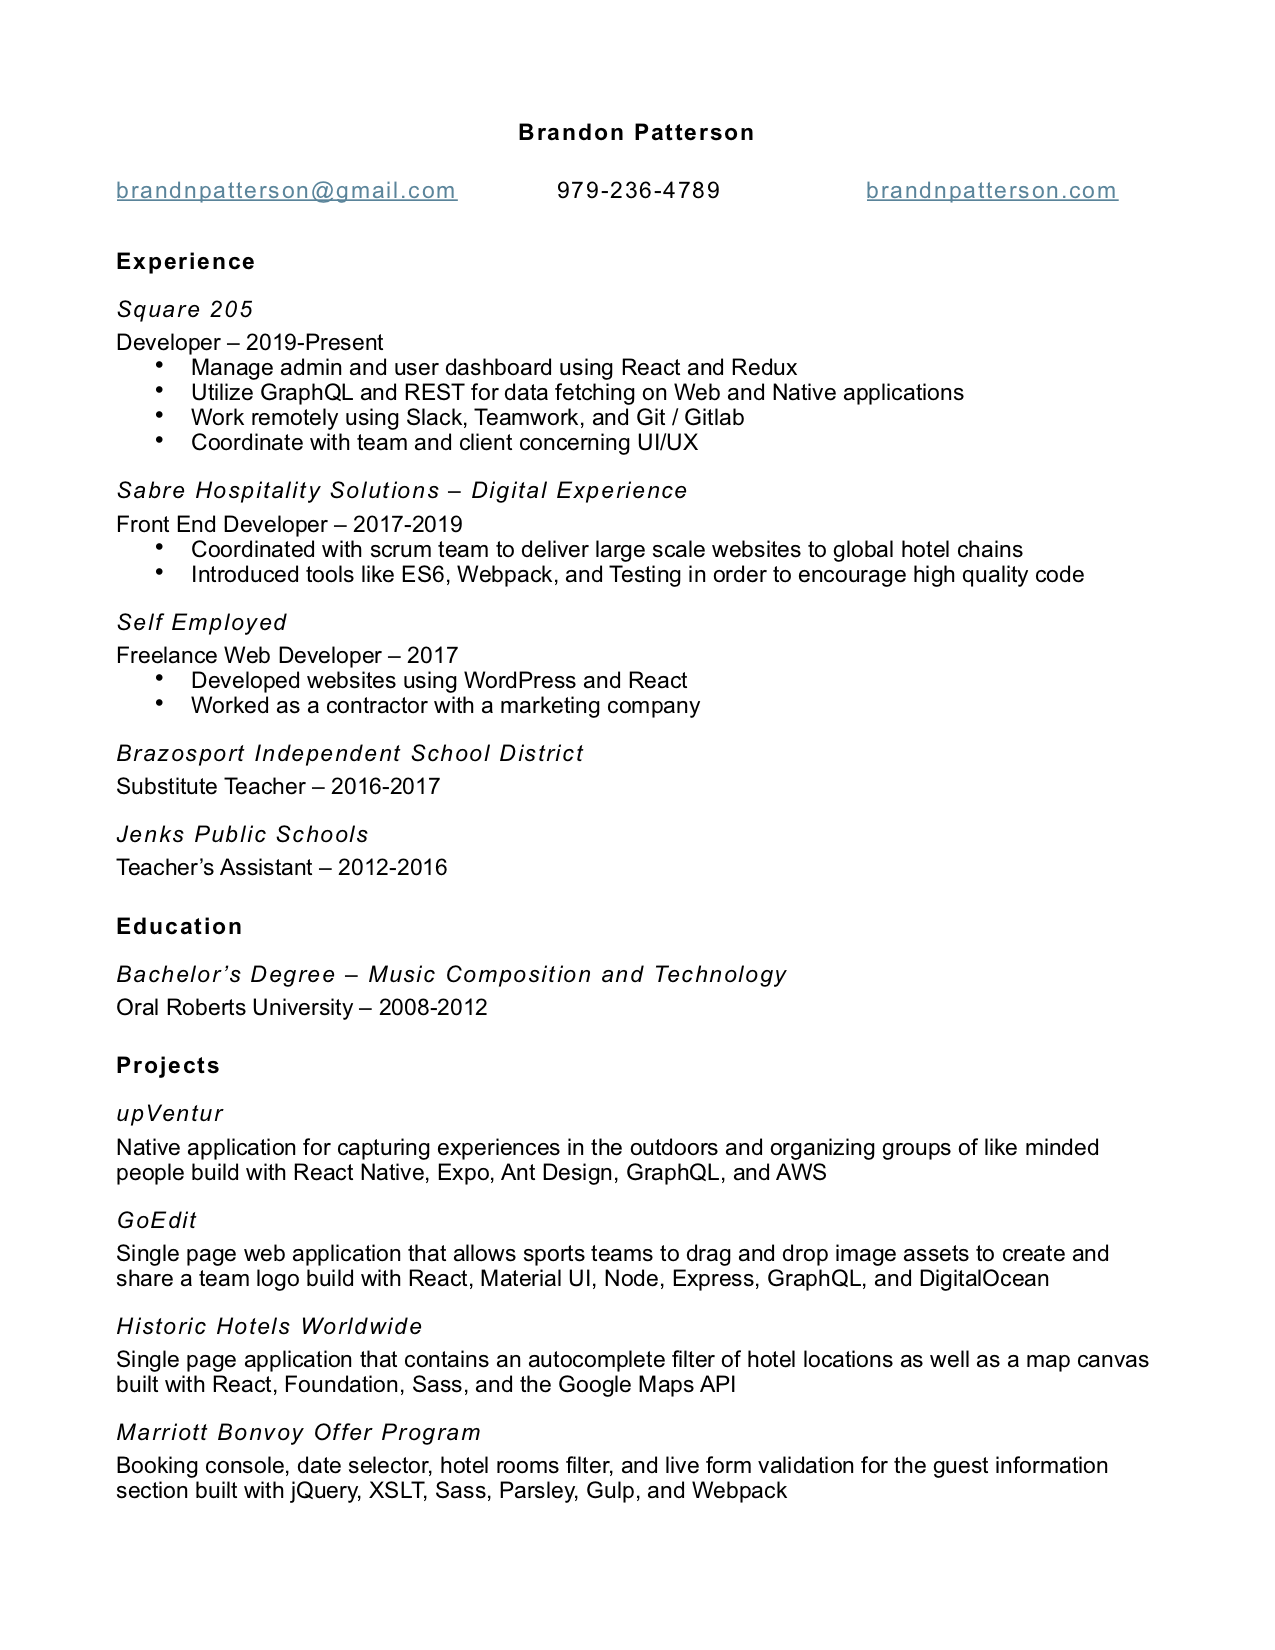 Brandon Patterson
brandnpatterson@gmail.com 979-236-4789 brandnpatterson.com
Experience
Square 205
Developer – 2019-Present
• Manage admin and user dashboard using React and Redux
• Utilize GraphQL and REST for data fetching on Web and Native applications
• Work remotely using Slack, Teamwork, and Git / Gitlab
• Coordinate with team and client concerning UI/UX
Sabre Hospitality Solutions – Digital Experience
Front End Developer – 2017-2019
• Coordinated with scrum team to deliver large scale websites to global hotel chains
• Introduced tools like ES6, Webpack, and Testing in order to encourage high quality code
Self Employed
Freelance Web Developer – 2017
• Developed websites using WordPress and React
• Worked as a contractor with a marketing company
Brazosport Independent School District
Substitute Teacher – 2016-2017
Jenks Public Schools
Teacher’s Assistant – 2012-2016
Education
Bachelor’s Degree – Music Composition and Technology
Oral Roberts University – 2008-2012
Projects
upVentur
Native application for capturing experiences in the outdoors and organizing groups of like minded
people build with React Native, Expo, Ant Design, GraphQL, and AWS
GoEdit
Single page web application that allows sports teams to drag and drop image assets to create and
share a team logo build with React, Material UI, Node, Express, GraphQL, and DigitalOcean
Historic Hotels Worldwide
Single page application that contains an autocomplete filter of hotel locations as well as a map canvas
built with React, Foundation, Sass, and the Google Maps API
Marriott Bonvoy Offer Program
Booking console, date selector, hotel rooms filter, and live form validation for the guest information
section built with jQuery, XSLT, Sass, Parsley, Gulp, and Webpack